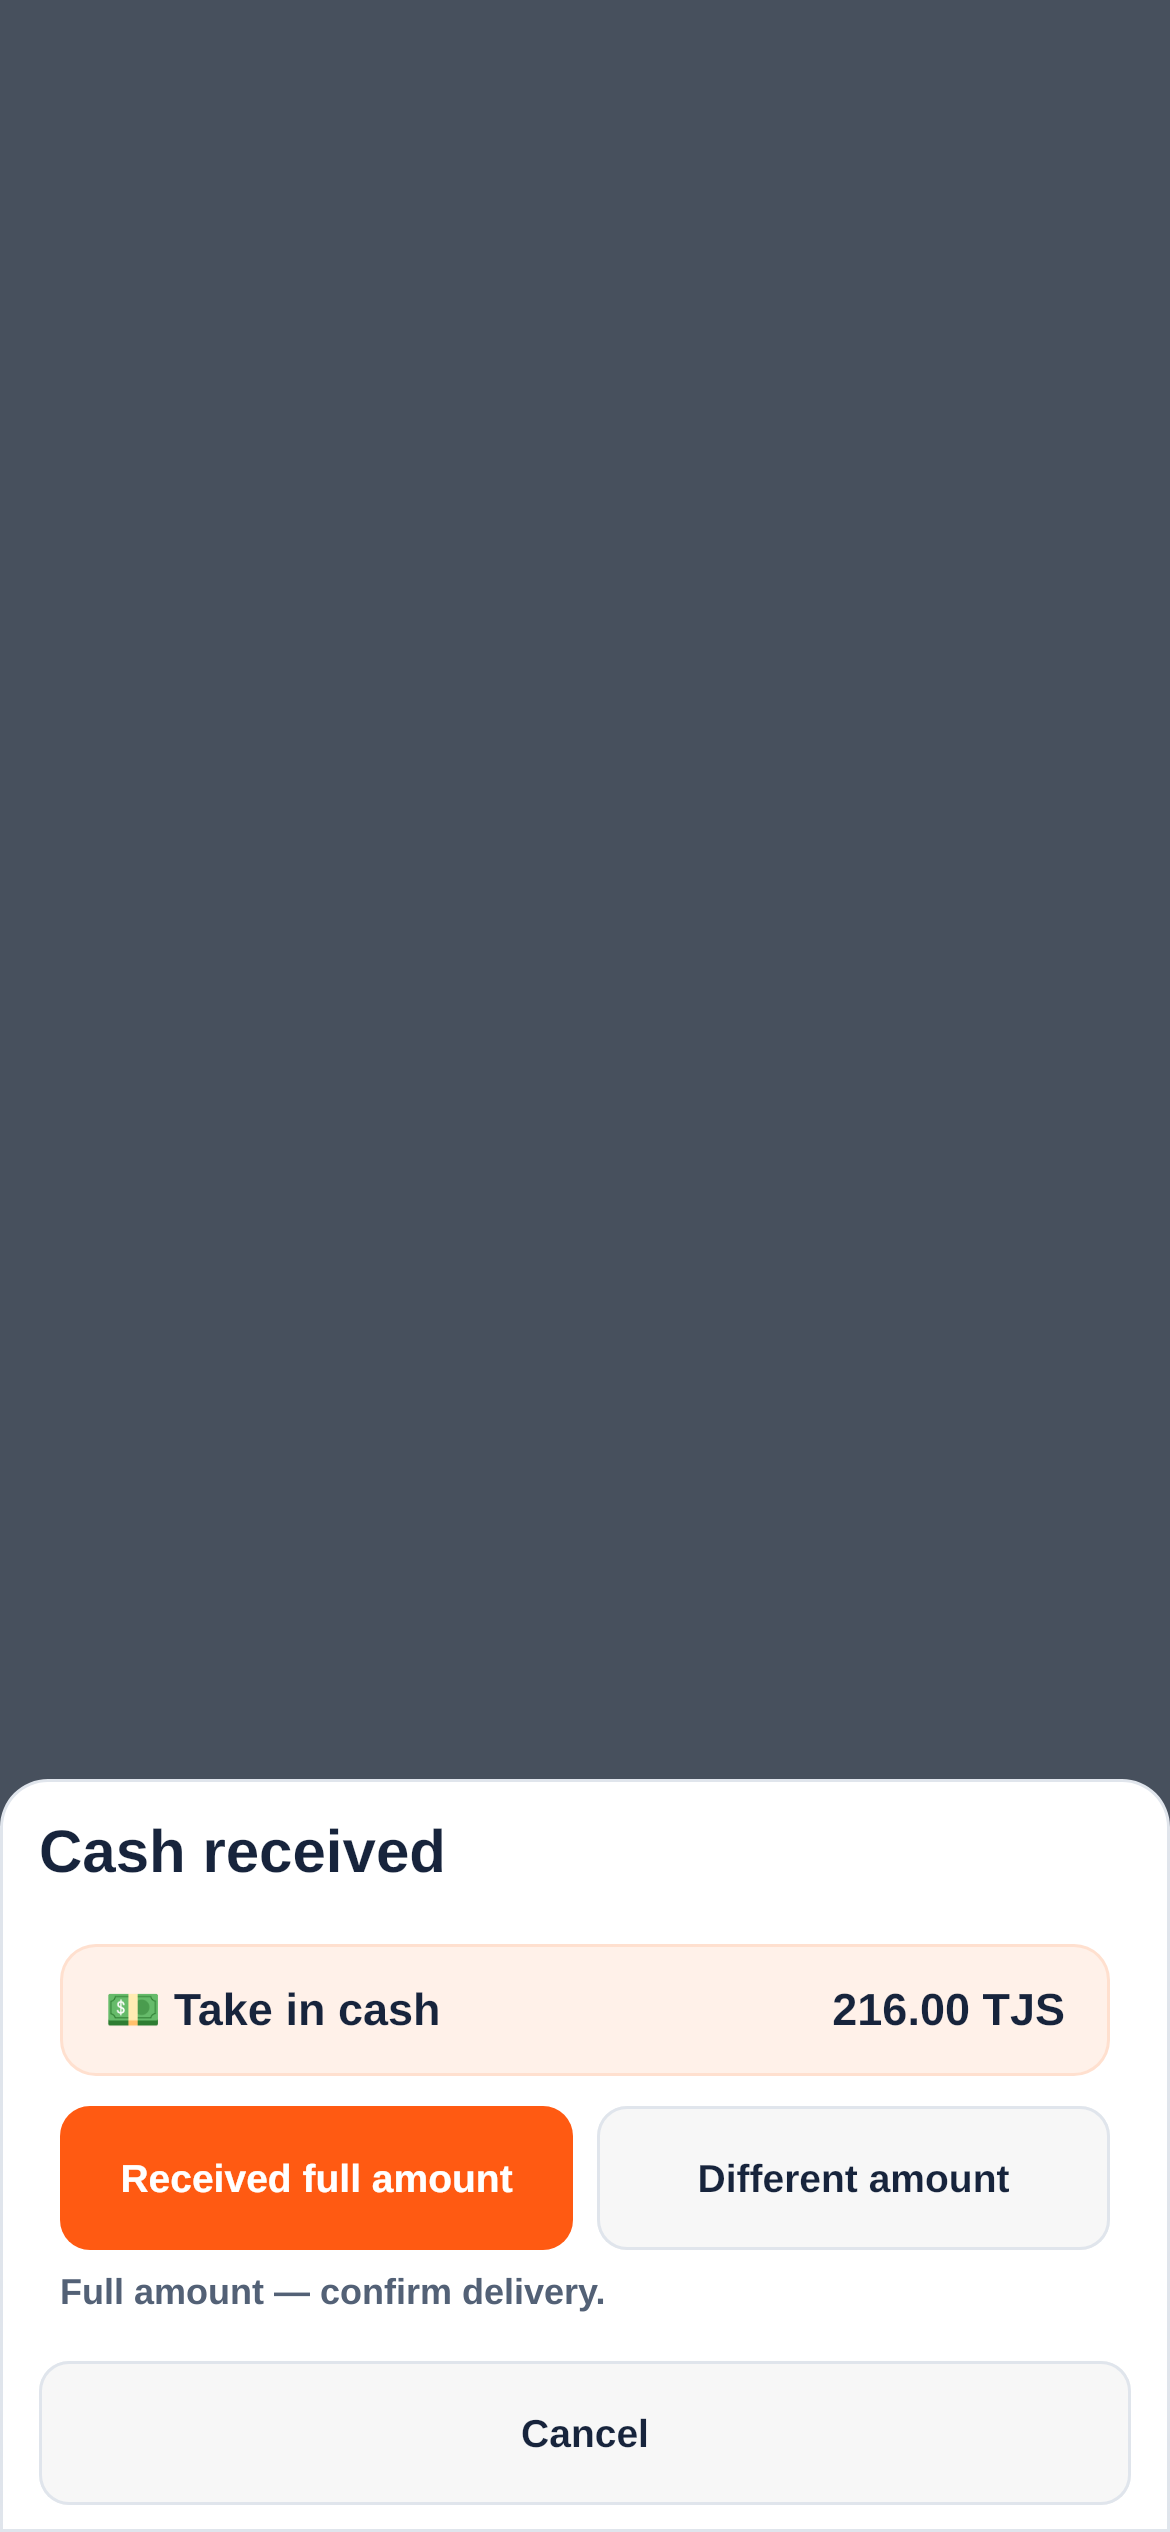 Cash received
💵 Take in cash 216.00 TJS
Received full amount Different amount
Full amount — confirm delivery.
Cancel